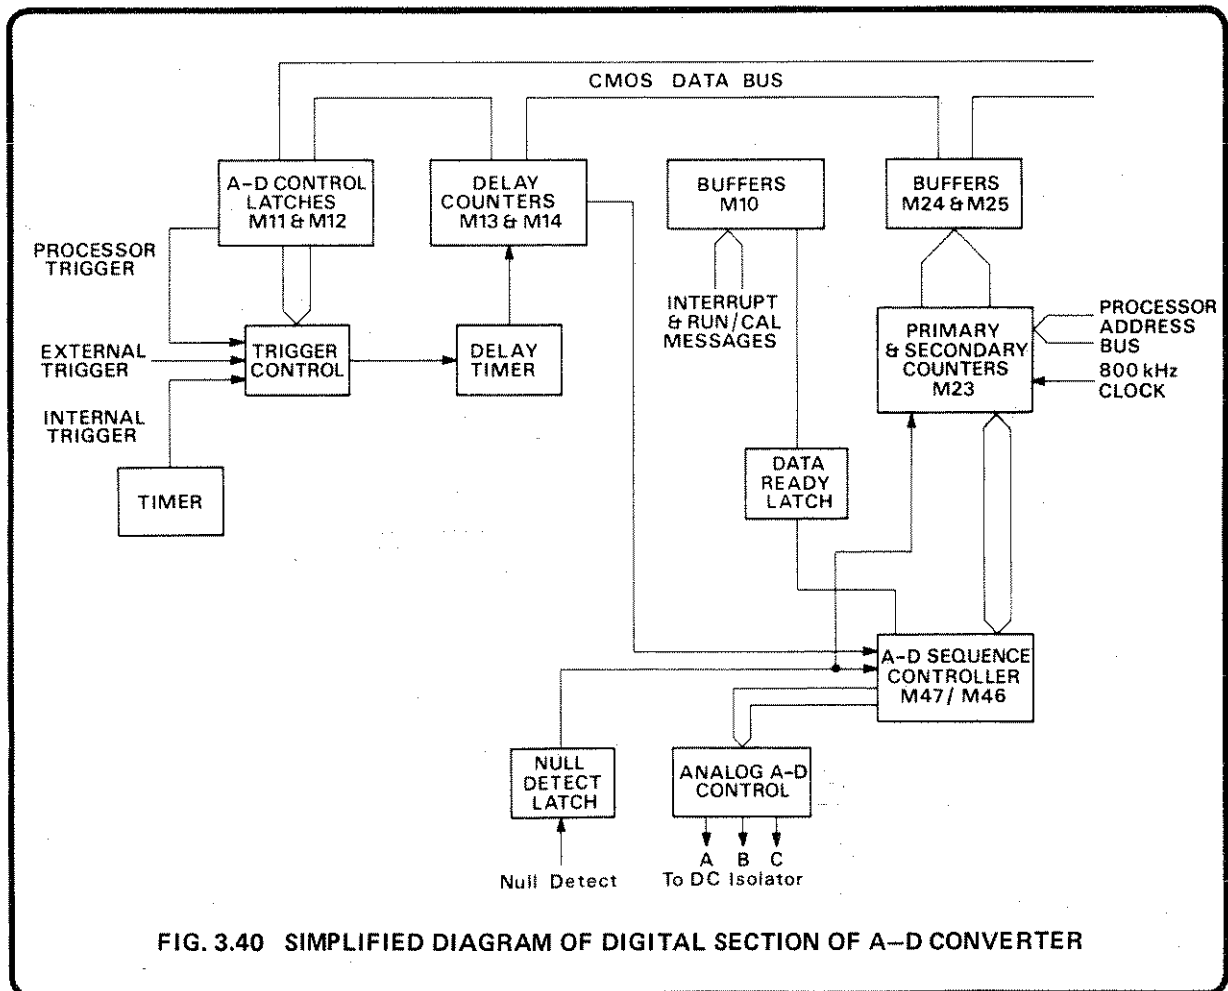 CMOS DATA BUS
A-D CONTROL
LATCHES
M11 & M12
DELAY
COUNTERS
M13 & M14
BUFFERS
M10
BUFFERS
M24 & M25
PROCESSOR
TRIGGER
EXTERNAL
TRIGGER
INTERNAL
TRIGGER
TRIGGER
CONTROL
DELAY
TIMER
INTERRUPT
& RUN/CAL
MESSAGES
PRIMARY
& SECONDARY
COUNTERS
M23
PROCESSOR
ADDRESS
BUS
800 kHz
CLOCK
TIMER
DATA
READY
LATCH
A-D SEQUENCE
CONTROLLER
M47/ M46
NULL
DETECT
LATCH
ANALOG A-D
CONTROL
A B C
Null Detect
To DC Isolator
FIG. 3.40 SIMPLIFIED DIAGRAM OF DIGITAL SECTION OF A—D CONVERTER